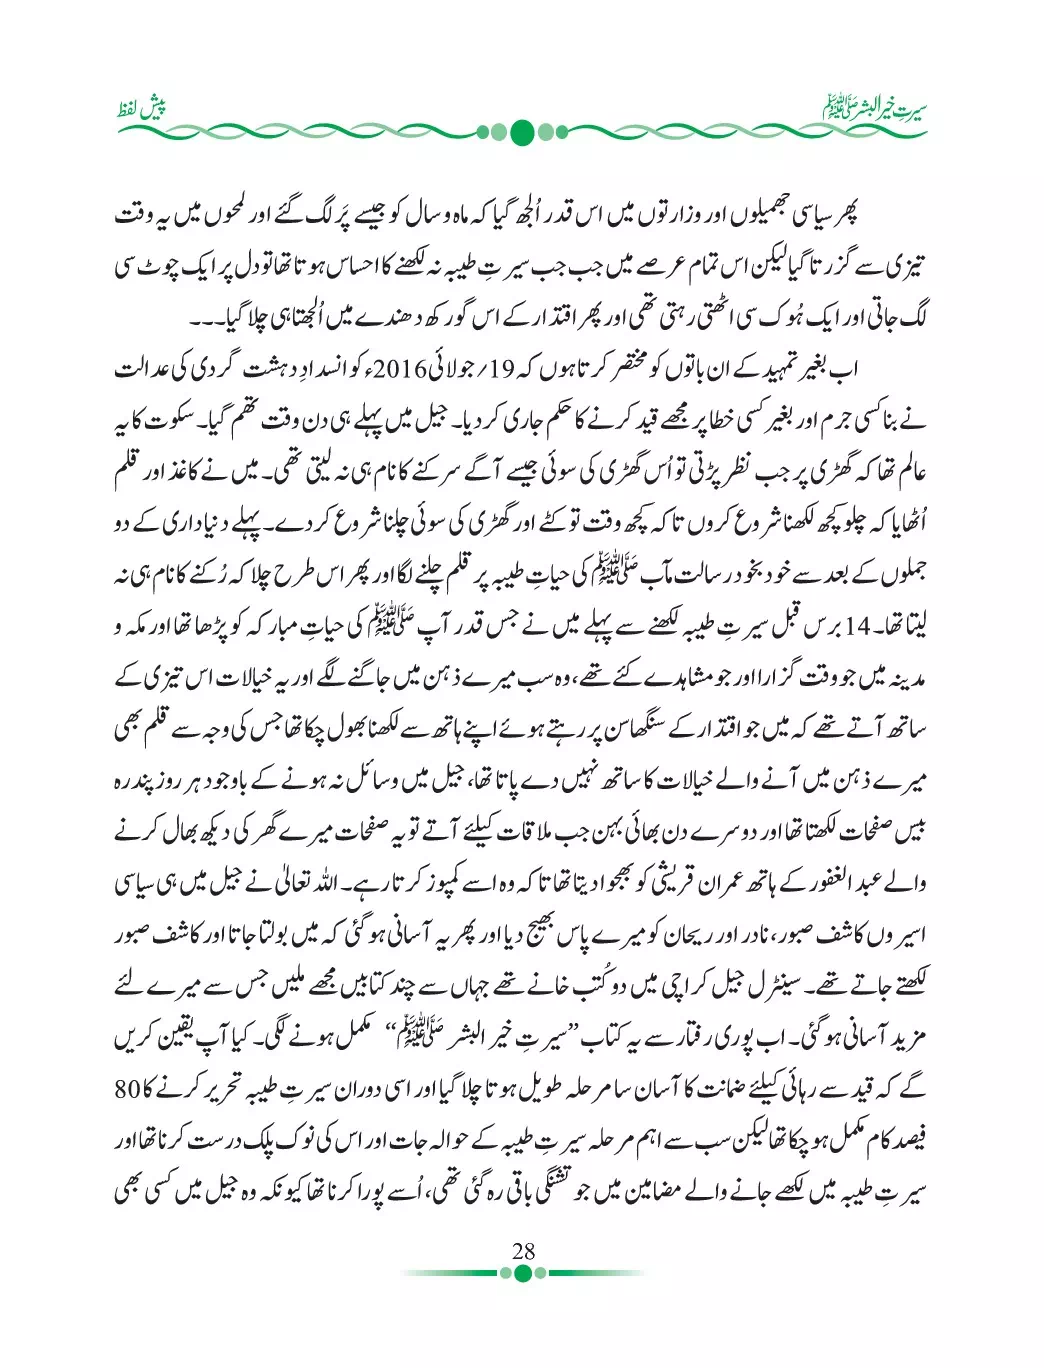 سیرتِ خیر البشر ﷺ
پیش لفظ
پھر سیاسی جھمیلوں اور وزارتوں میں اس قدر اُلجھ گیا کہ ماہ و سال کو جیسے پَر لگ گئے اور لمحوں میں یہ وقت
تیزی سے گزرتا گیا لیکن اس تمام عرصے میں جب جب سیرتِ طیبہ نہ لکھنے کا احساس ہوتا تھا تو دل پر ایک چوٹ سی
لگ جاتی اور ایک ہُوک سی اٹھتی رہتی تھی اور پھر اقتدار کے اس گورکھ دھندے میں اُلجھتا ہی چلا گیا۔۔۔
اب بغیر تمہید کے ان باتوں کو مختصر کرتا ہوں کہ 19؍ جولائی 2016ء کو انسدادِ دہشت گردی کی عدالت
نے بنا کسی جرم اور بغیر کسی خطا پر مجھے قید کرنے کا حکم جاری کر دیا۔ جیل میں پہلے ہی دن وقت تھم گیا۔ سکوت کا یہ
عالم تھا کہ گھڑی پر جب نظر پڑتی تو اُس گھڑی کی سوئی جیسے آگے سرکنے کا نام ہی نہ لیتی تھی۔ میں نے کاغذ اور قلم
اُٹھایا کہ چلو کچھ لکھنا شروع کروں تا کہ کچھ وقت تو کٹے اور گھڑی کی سوئی چلنا شروع کردے۔ پہلے دنیاداری کے دو
جملوں کے بعد سے خود بخود رسالت مآب ﷺ کی حیاتِ طیبہ پر قلم چلنے لگا اور پھر اس طرح چلا کہ رُکنے کا نام ہی نہ
لیتا تھا۔ 14 برس قبل سیرتِ طیبہ لکھنے سے پہلے میں نے جس قدر آپ ﷺ کی حیاتِ مبارکہ کو پڑھا تھا اور مکہ و
مدینہ میں جو وقت گزارا اور جو مشاہدے کئے تھے، وہ سب میرے ذہن میں جاگنے لگے اور یہ خیالات اس تیزی کے
ساتھ آتے تھے کہ میں جو اقتدار کے سنگھاسن پر رہتے ہوئے اپنے ہاتھ سے لکھنا بھول چکا تھا جس کی وجہ سے قلم بھی
میرے ذہن میں آنے والے خیالات کا ساتھ نہیں دے پاتا تھا، جیل میں وسائل نہ ہونے کے باوجود ہر روز پندرہ
بیس صفحات لکھتا تھا اور دوسرے دن بھائی بہن جب ملاقات کیلئے آتے تو یہ صفحات میرے گھر کی دیکھ بھال کرنے
والے عبد الغفور کے ہاتھ عمران قریشی کو بھجوا دیتا تھا تا کہ وہ اسے کمپوز کرتا رہے۔ اللہ تعالیٰ نے جیل میں ہی سیاسی
اسیروں کاشف صبور، نادر اور ریحان کو میرے پاس بھیج دیا اور پھر یہ آسانی ہوگئی کہ میں بولتا جاتا اور کاشف صبور
لکھتے جاتے تھے۔ سینٹرل جیل کراچی میں دو کُتب خانے تھے جہاں سے چند کتابیں مجھے ملیں جس سے میرے لئے
مزید آسانی ہوگئی۔ اب پوری رفتار سے یہ کتاب ”سیرتِ خیر البشر ﷺ“ مکمل ہونے لگی۔ کیا آپ یقین کریں
گے کہ قید سے رہائی کیلئے ضمانت کا آسان سا مرحلہ طویل ہوتا چلا گیا اور اسی دوران سیرتِ طیبہ تحریر کرنے کا 80
فیصد کام مکمل ہو چکا تھا لیکن سب سے اہم مرحلہ سیرتِ طیبہ کے حوالہ جات اور اس کی نوک پلک درست کرنا تھا اور
سیرتِ طیبہ میں لکھے جانے والے مضامین میں جو تشنگی باقی رہ گئی تھی، اُسے پورا کرنا تھا کیونکہ وہ جیل میں کسی بھی
28